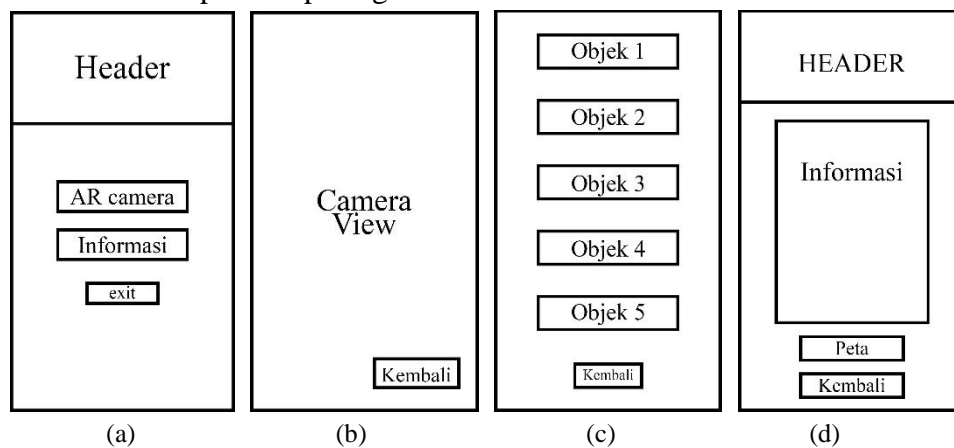 Header
AR camera
Informasi
exit
(a)
Camera
View
Kembali
(b)
Objek 1
Objek 2
Objek 3
Objek 4
Objek 5
Kembali
(c)
HEADER
Informasi
Peta
Kembali
(d)